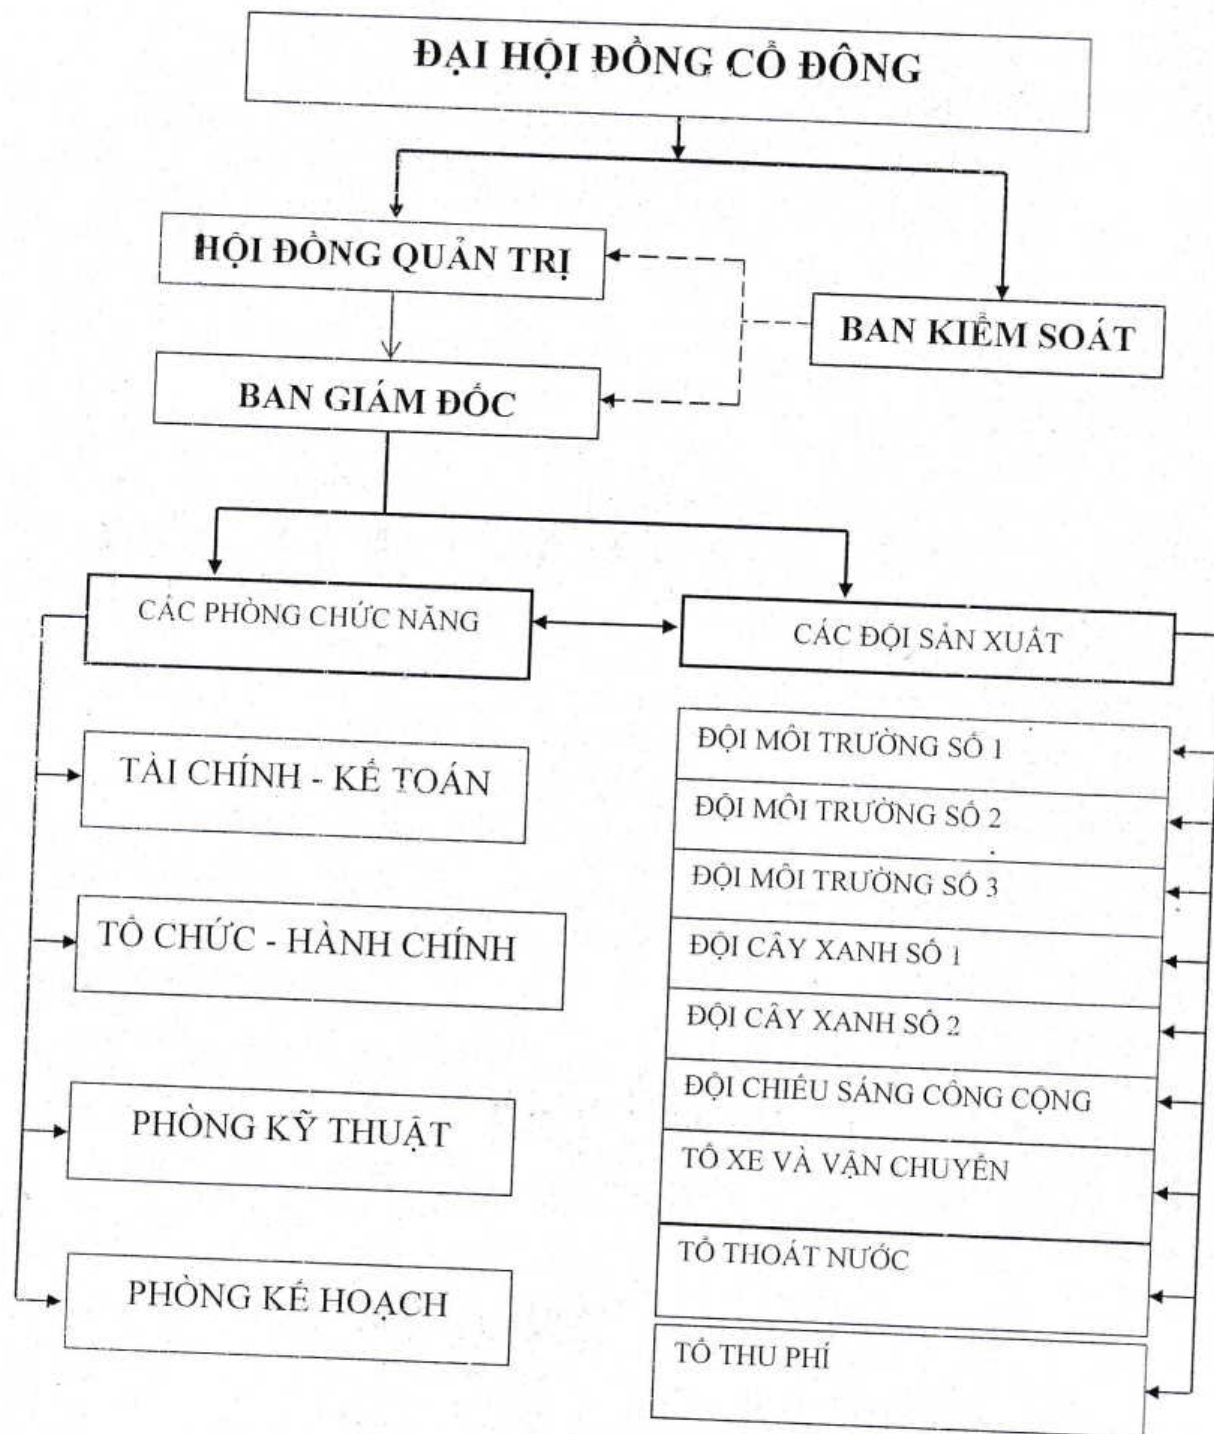 ĐẠI HỘI ĐỒNG CỔ ĐÔNG
HỘI ĐỒNG QUẢN TRỊ
BAN KIỂM SOÁT
BAN GIÁM ĐỐC
CÁC PHÒNG CHỨC NĂNG
CÁC ĐỘI SẢN XUẤT
TÀI CHÍNH - KẾ TOÁN
TỔ CHỨC - HÀNH CHÍNH
PHÒNG KỸ THUẬT
PHÒNG KẾ HOẠCH
ĐỘI MÔI TRƯỜNG SỐ 1
ĐỘI MÔI TRƯỜNG SỐ 2
ĐỘI MÔI TRƯỜNG SỐ 3
ĐỘI CÂY XANH SỐ 1
ĐỘI CÂY XANH SỐ 2
ĐỘI CHIẾU SÁNG CÔNG CỘNG
TỔ XE VÀ VẬN CHUYỂN
TỔ THOÁT NƯỚC
TỔ THU PHÍ